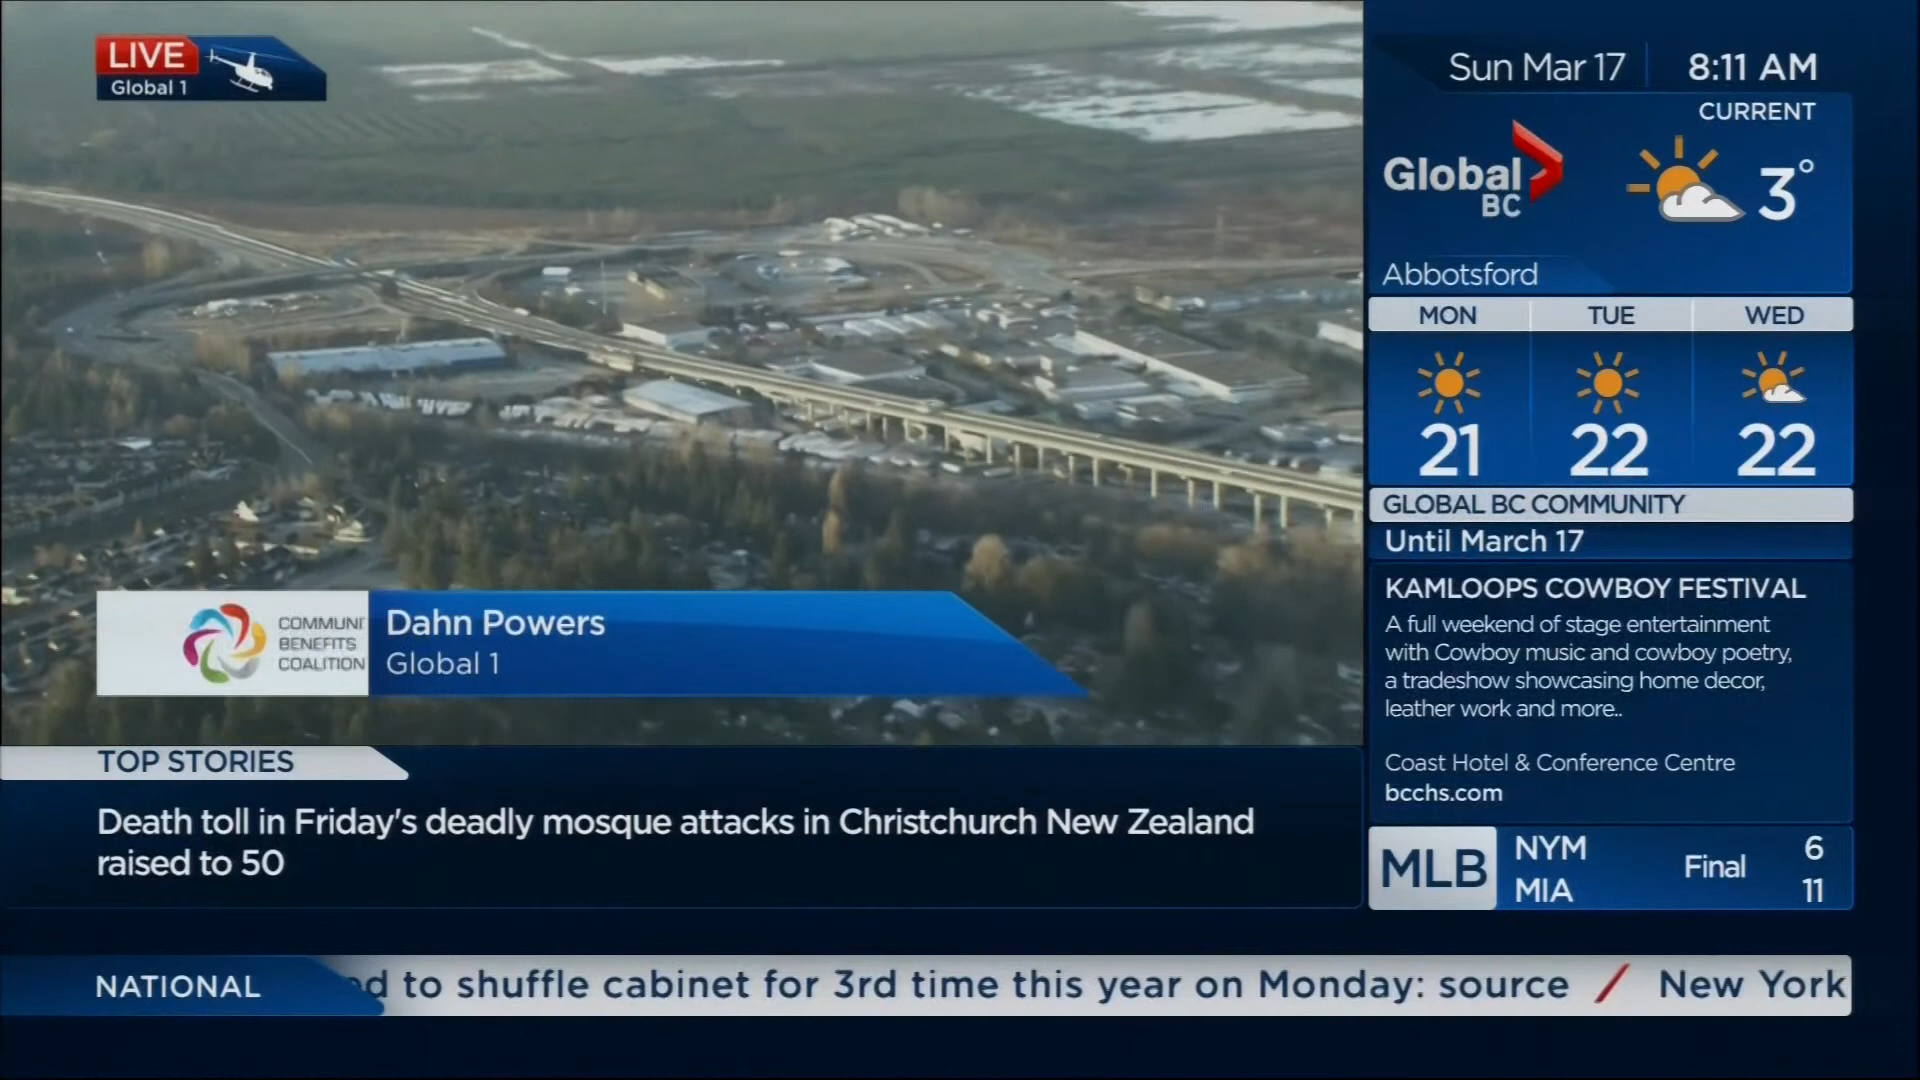 LIVE
Global 1
Sun Mar 17
8:11 AM
CURRENT
Global
BC
3°
Abbotsford
MON TUE WED
21 22 22
GLOBAL BC COMMUNITY
Until March 17
KAMLOOPS COWBOY FESTIVAL
A full weekend of stage entertainment
with Cowboy music and cowboy poetry,
a tradeshow showcasing home decor,
leather work and more..
Coast Hotel & Conference Centre
bcchs.com
COMMUNI
BENEFITS
COALITION
Dahn Powers
Global 1
TOP STORIES
Death toll in Friday's deadly mosque attacks in Christchurch New Zealand
raised to 50
MLB
NYM 6
Final
MIA 11
NATIONAL
d to shuffle cabinet for 3rd time this year on Monday: source / New York